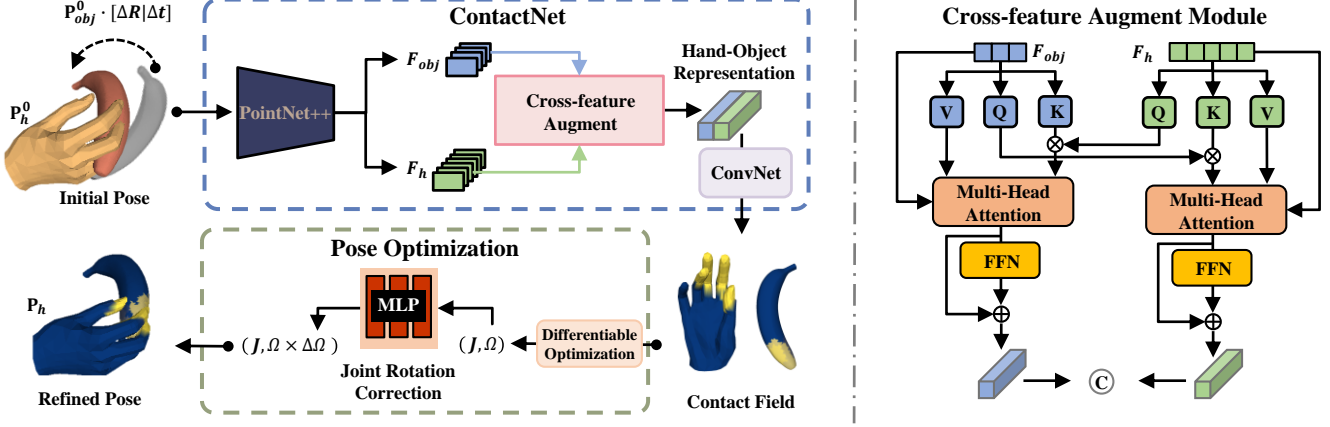 P⁰_obj · [ΔR|Δt]
P⁰_h
Initial Pose
ContactNet
PointNet++
F_obj
F_h
Cross-feature
Augment
Hand-Object
Representation
ConvNet
Pose Optimization
P_h
Refined Pose
(J, Ω × ΔΩ )
MLP
Joint Rotation
Correction
(J, Ω)
Differentiable
Optimization
Contact Field
Cross-feature Augment Module
F_obj
F_h
V
Q
K
Q
K
V
Multi-Head
Attention
Multi-Head
Attention
FFN
FFN
C